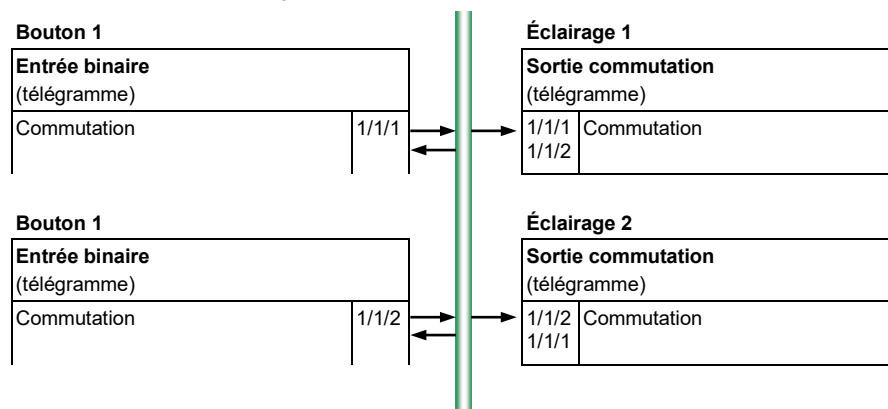 Bouton 1
Éclairage 1
Entrée binaire
(télégramme)
Sortie commutation
(télégramme)
Commutation 1/1/1
1/1/1 Commutation
1/1/2
Bouton 1
Éclairage 2
Entrée binaire
(télégramme)
Sortie commutation
(télégramme)
Commutation 1/1/2
1/1/2 Commutation
1/1/1